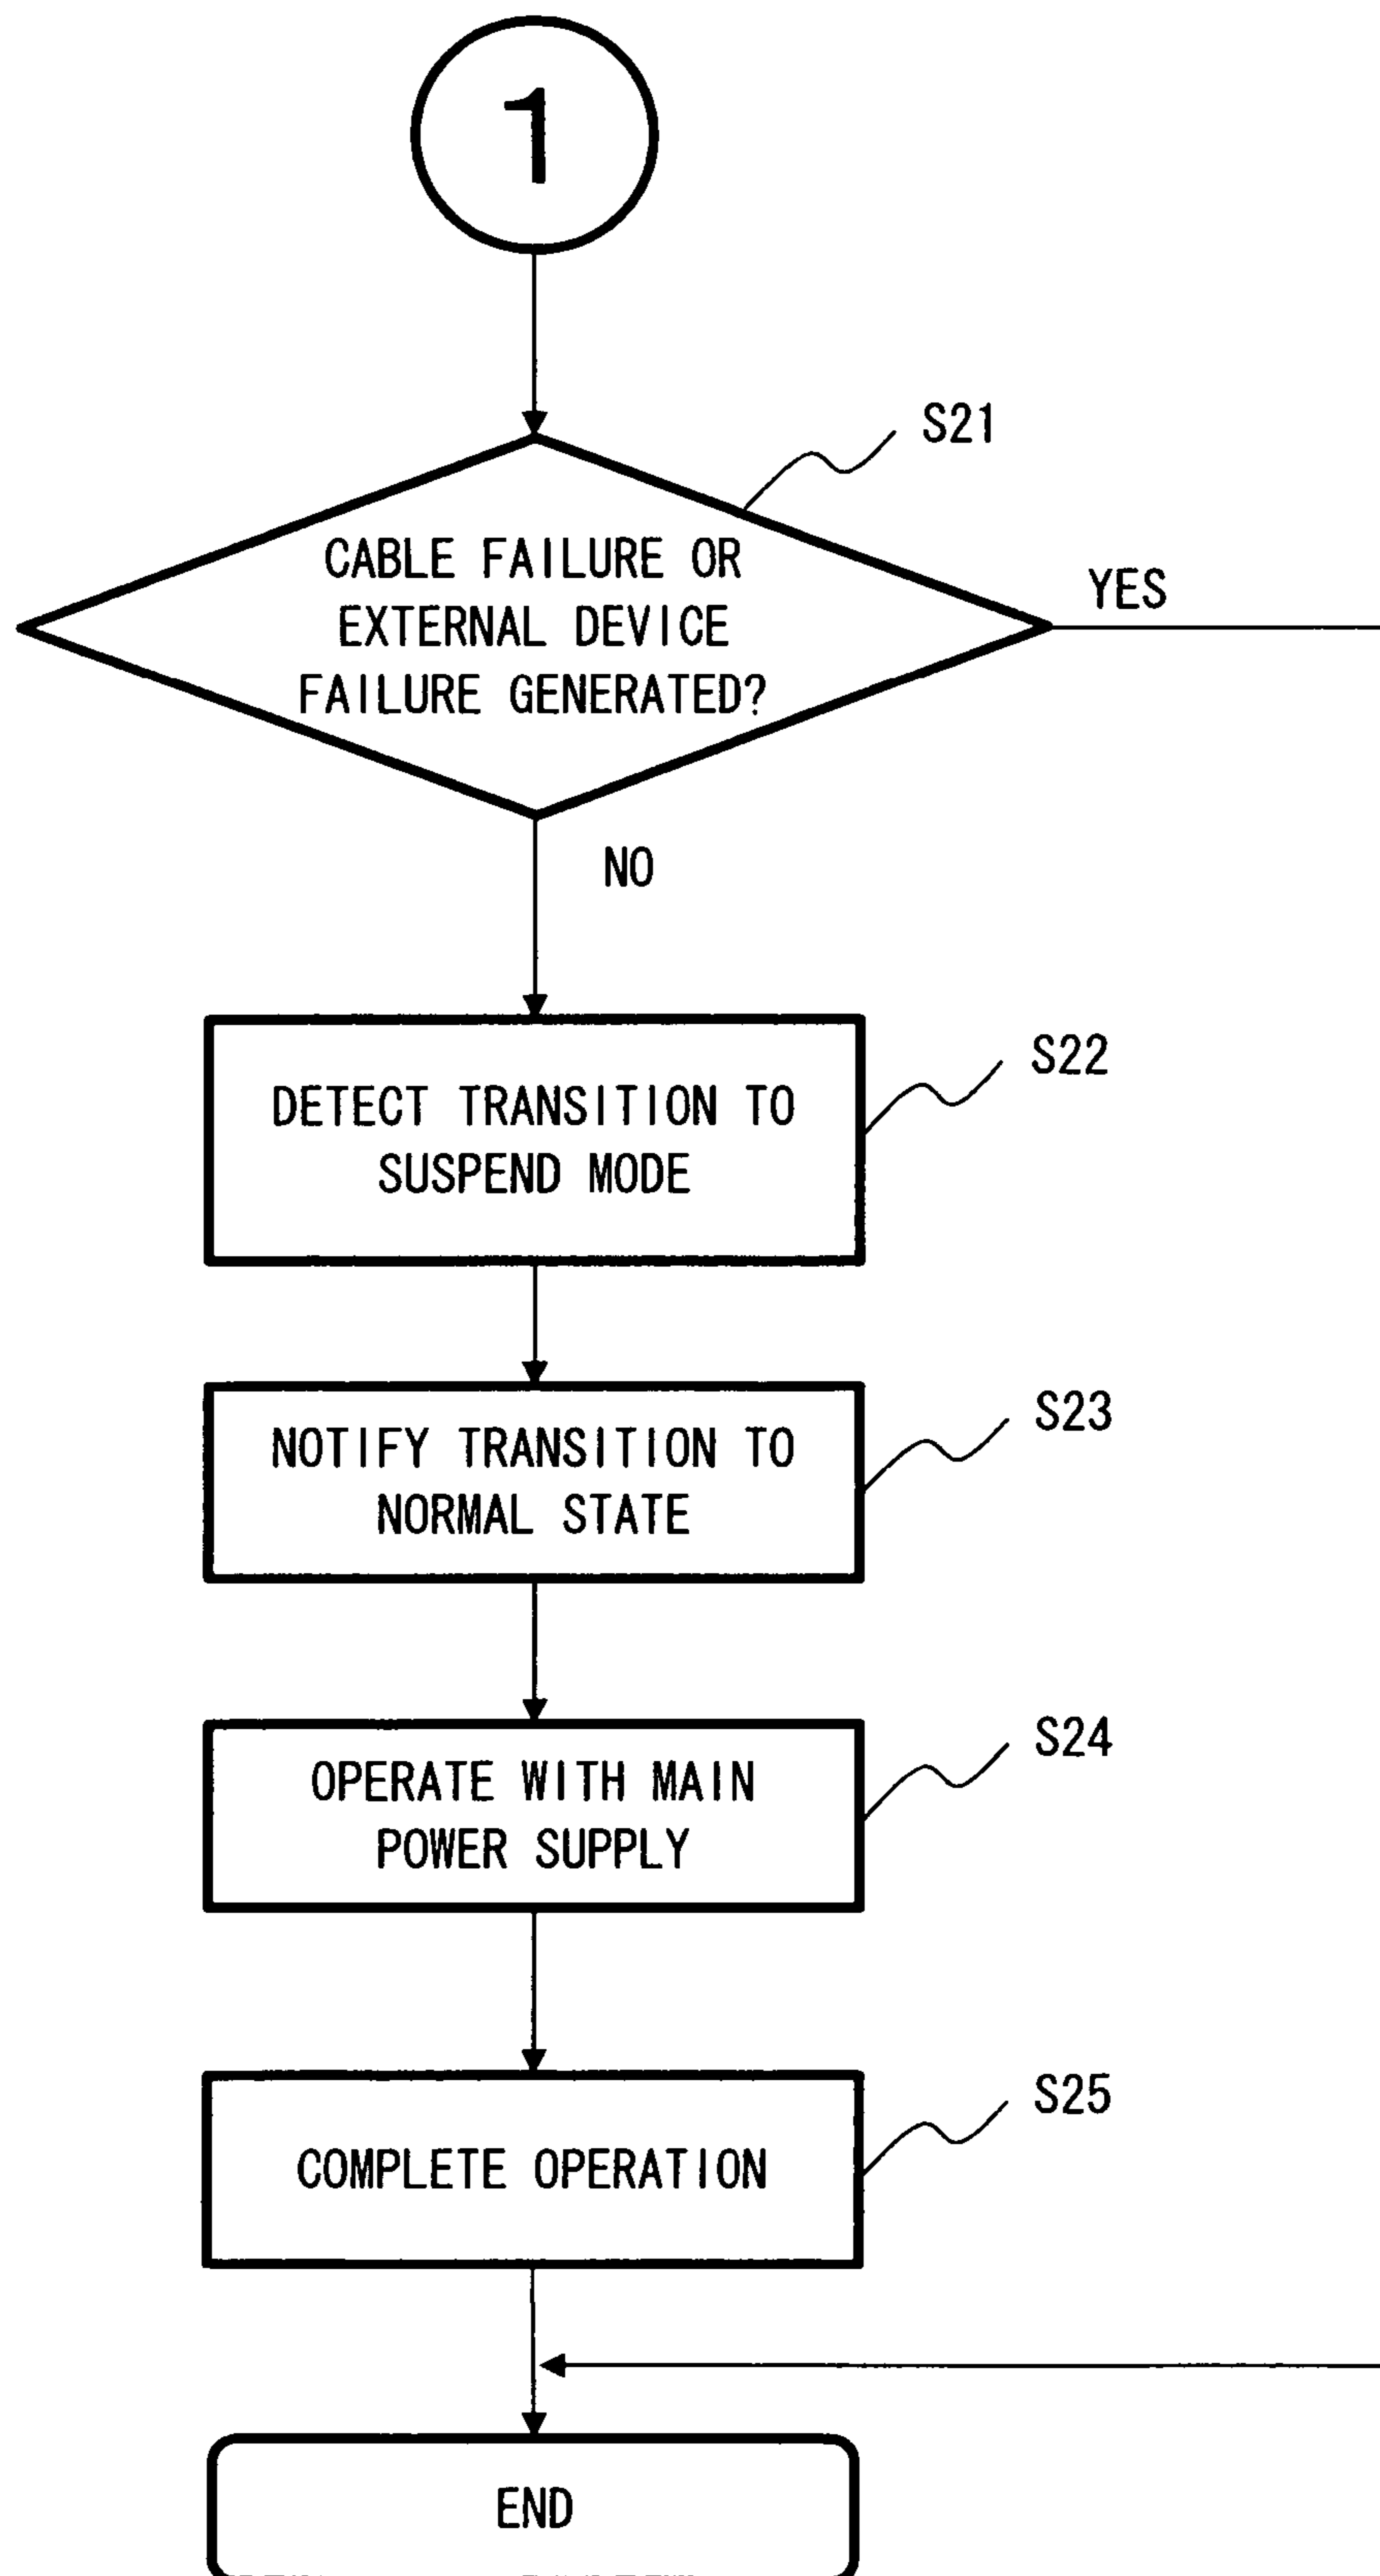 1
S21
CABLE FAILURE OR
EXTERNAL DEVICE
FAILURE GENERATED?
YES
NO
S22
DETECT TRANSITION TO
SUSPEND MODE
S23
NOTIFY TRANSITION TO
NORMAL STATE
S24
OPERATE WITH MAIN
POWER SUPPLY
S25
COMPLETE OPERATION
END